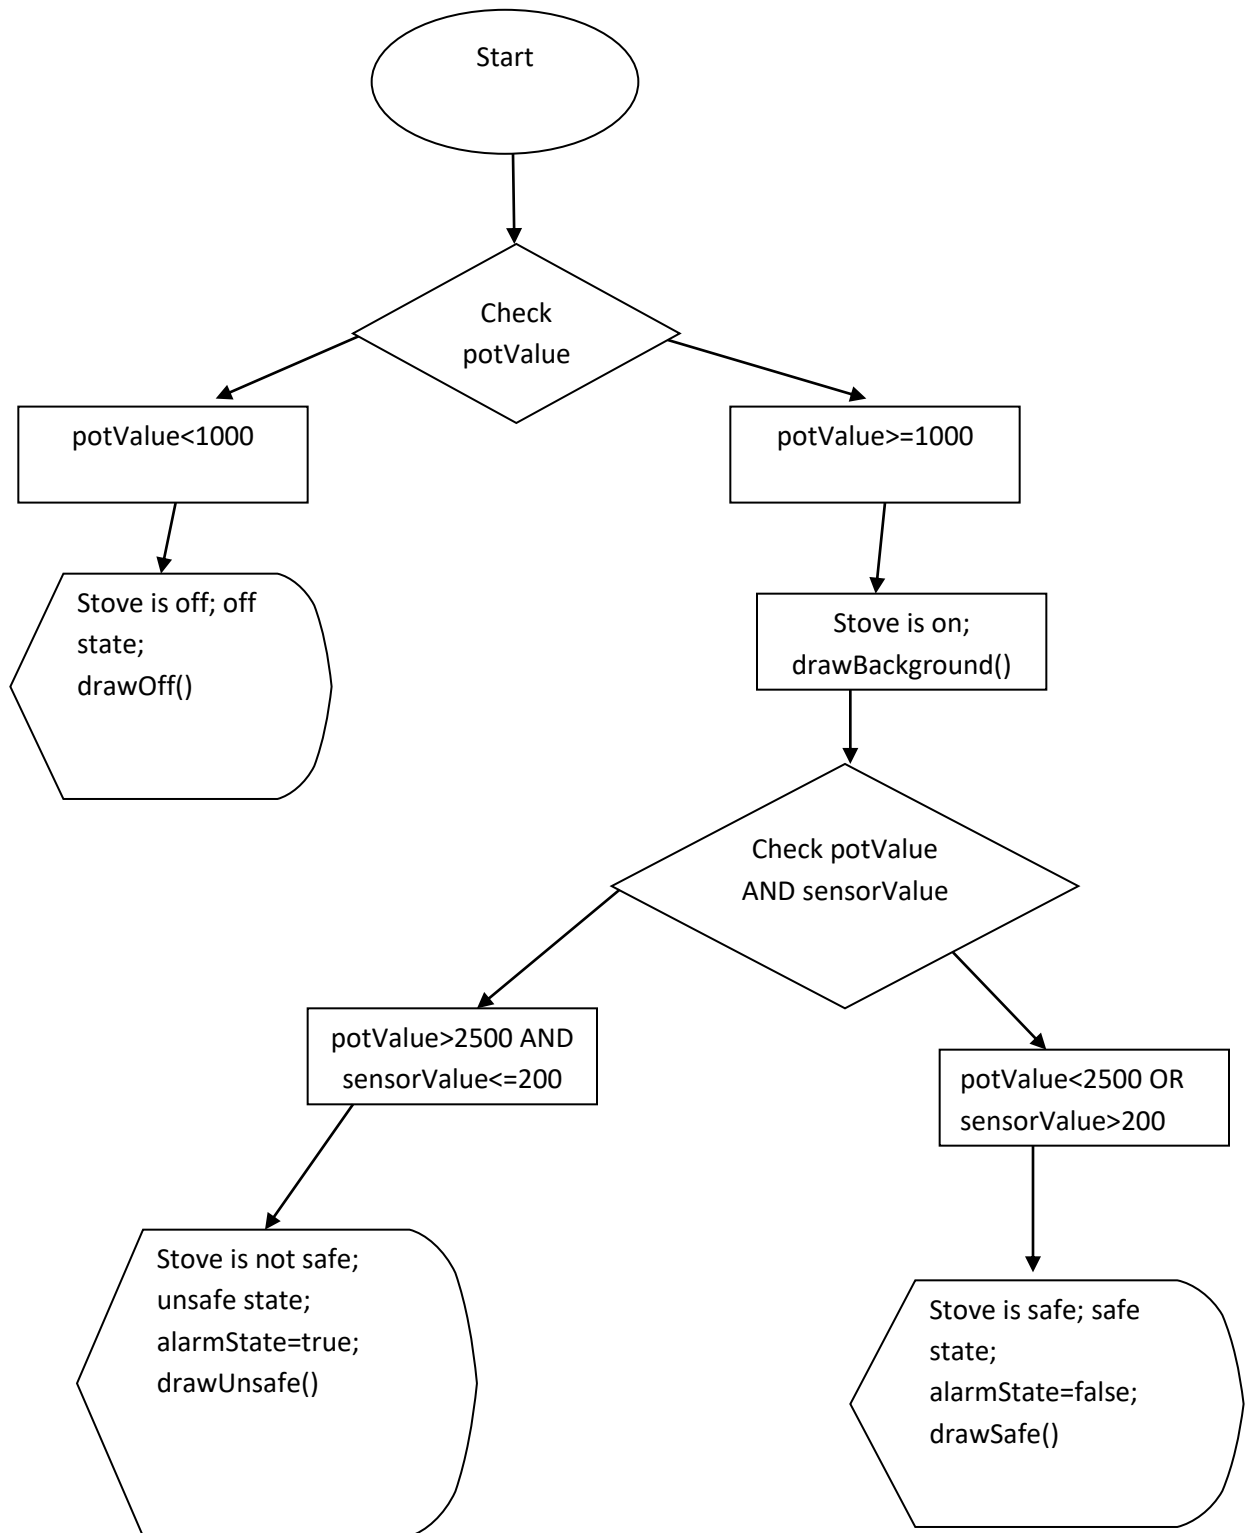 Start
Check
potValue
potValue<1000
potValue>=1000
Stove is off; off
state;
drawOff()
Stove is on;
drawBackground()
Check potValue
AND sensorValue
potValue>2500 AND
sensorValue<=200
potValue<2500 OR
sensorValue>200
Stove is not safe;
unsafe state;
alarmState=true;
drawUnsafe()
Stove is safe; safe
state;
alarmState=false;
drawSafe()